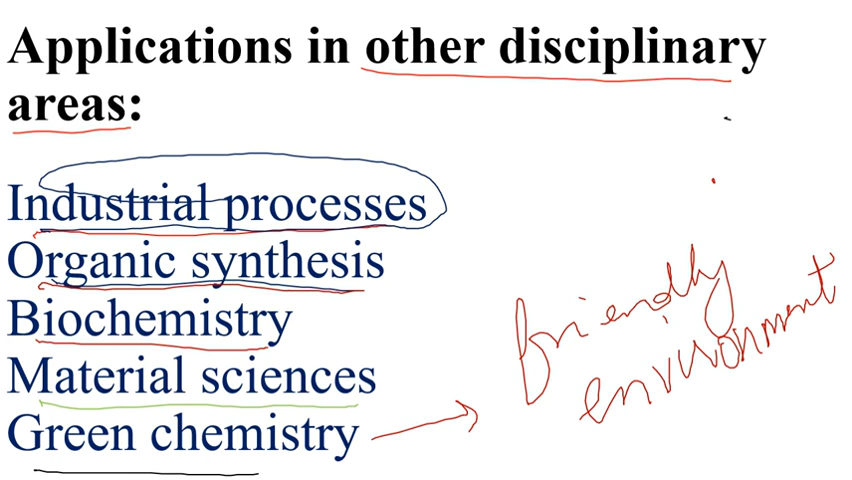 Applications in other disciplinary
areas:
Industrial processes
Organic synthesis
Biochemistry
Material sciences
Green chemistry
friendly
environment